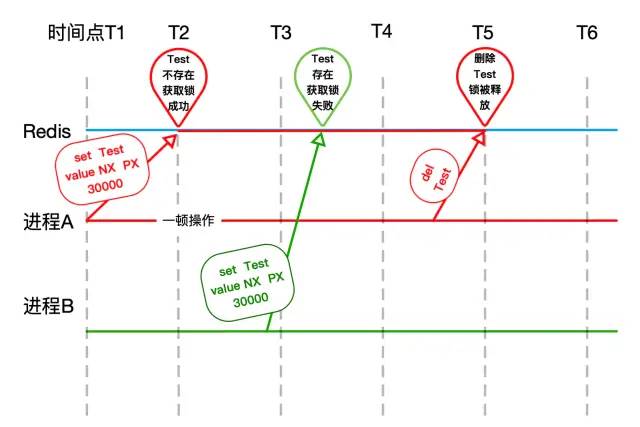 时间点T1 T2 T3 T4 T5 T6
Test
不存在
获取锁
成功
Test
存在
获取锁
失败
删除
Test
锁被释
放
Redis
set Test
value NX PX
30000
del
Test
进程A
一顿操作
set Test
value NX PX
30000
进程B